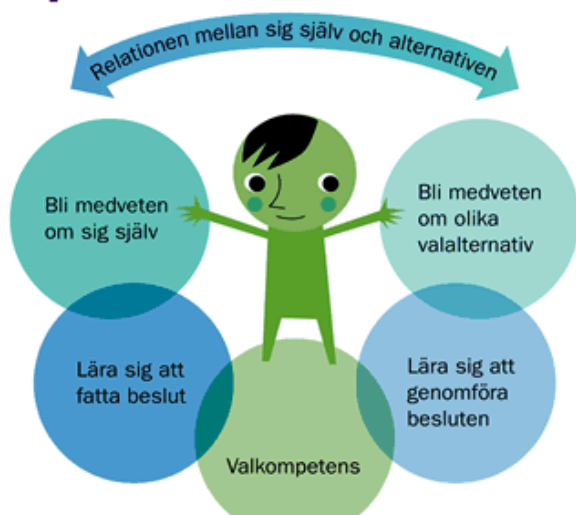 Relationen mellan sig själv och alternativen
Bli medveten
om sig själv
Bli medveten
om olika
valalternativ
Lära sig att
fatta beslut
Lära sig att
genomföra
besluten
Valkompetens